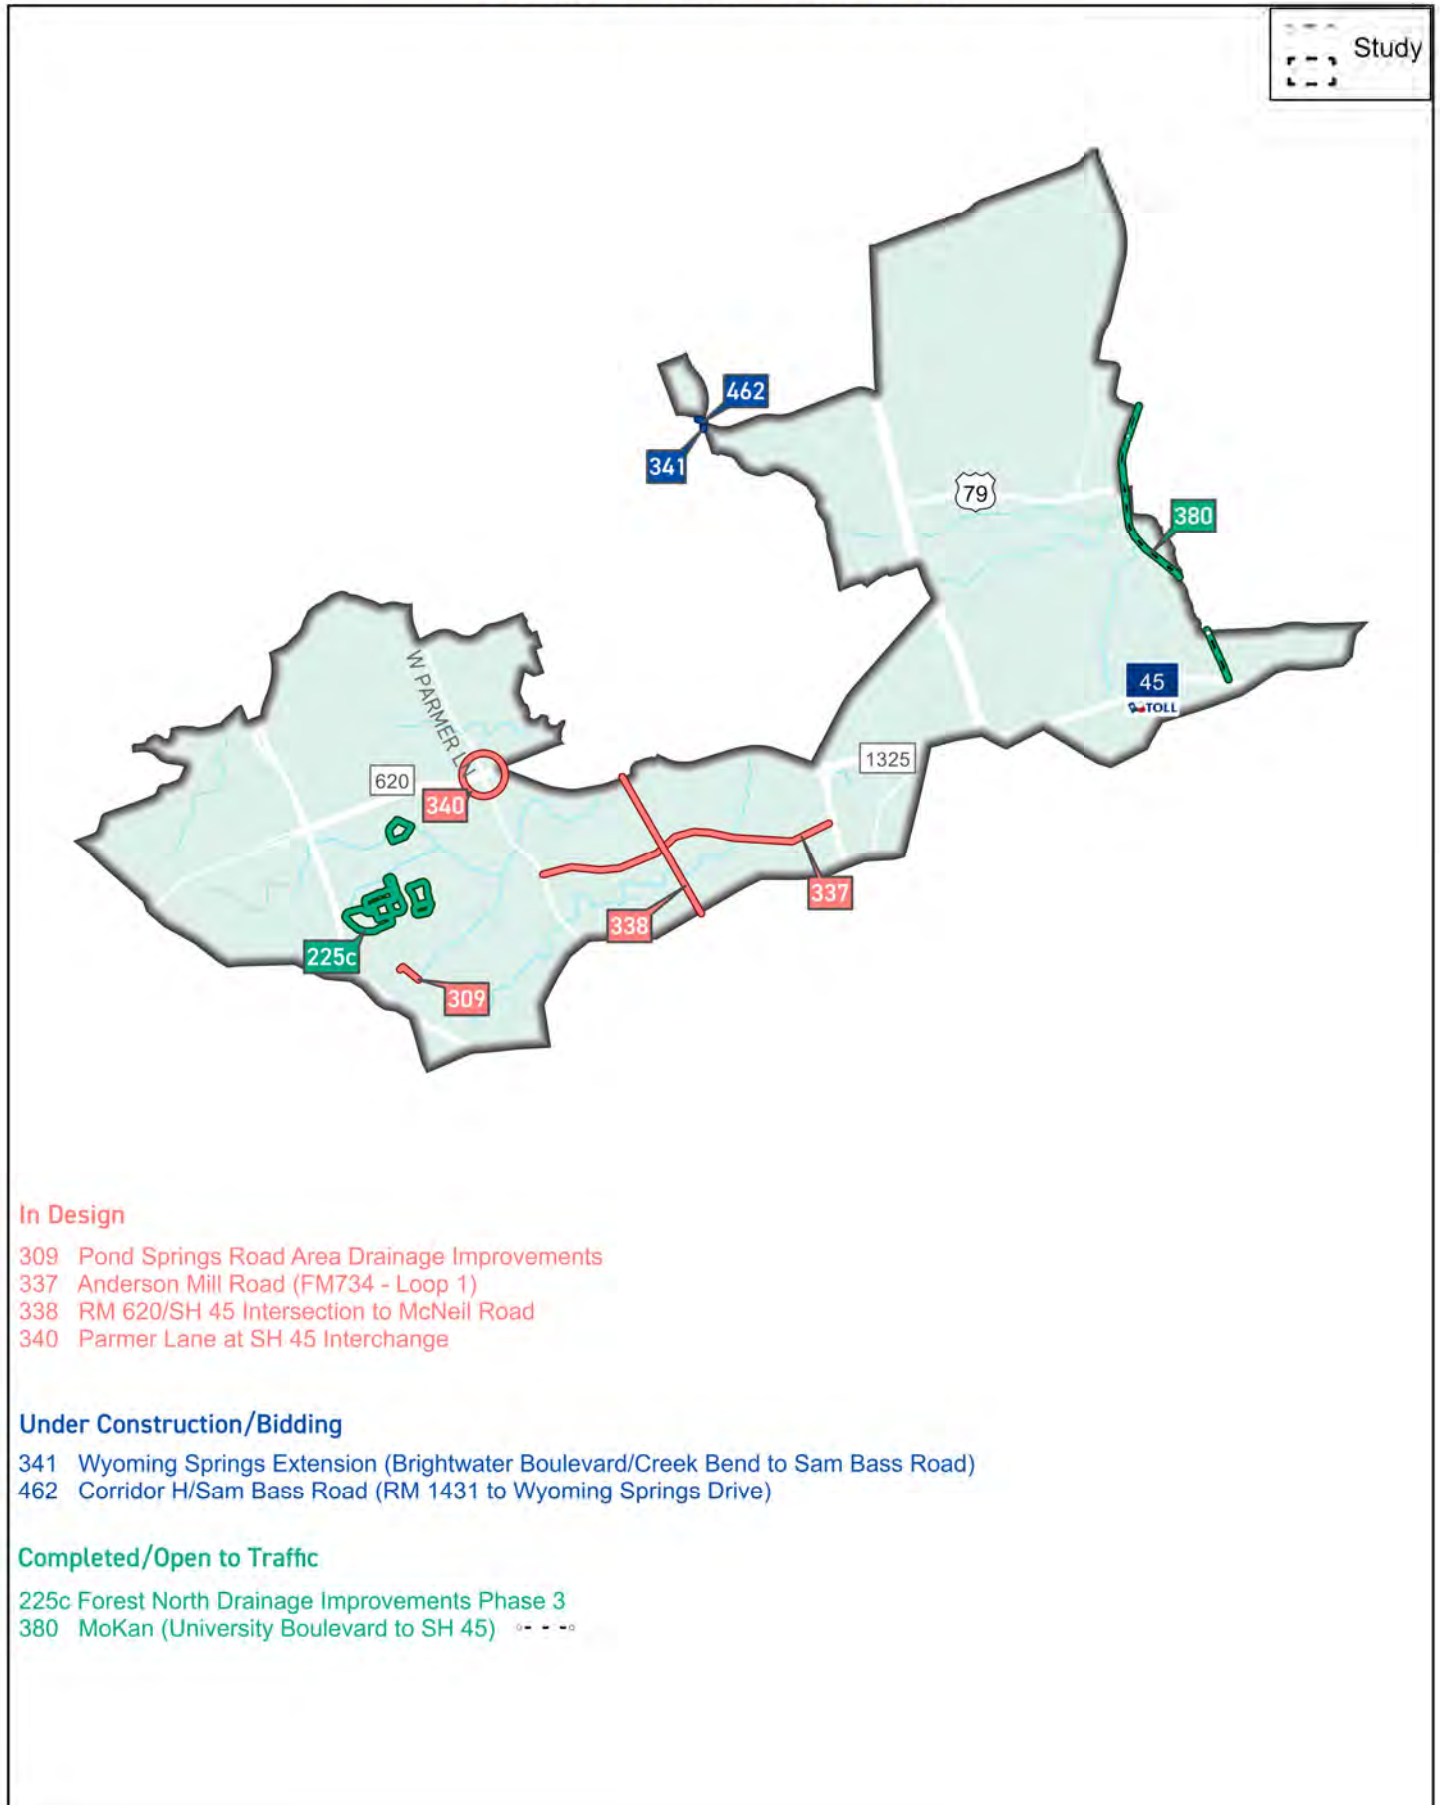 Study
462
341
79
380
W PARMER LN
45
TOLL
620
1325
340
337
338
225c
309
In Design
309 Pond Springs Road Area Drainage Improvements
337 Anderson Mill Road (FM734 - Loop 1)
338 RM 620/SH 45 Intersection to McNeil Road
340 Parmer Lane at SH 45 Interchange
Under Construction/Bidding
341 Wyoming Springs Extension (Brightwater Boulevard/Creek Bend to Sam Bass Road)
462 Corridor H/Sam Bass Road (RM 1431 to Wyoming Springs Drive)
Completed/Open to Traffic
225c Forest North Drainage Improvements Phase 3
380 MoKan (University Boulevard to SH 45)